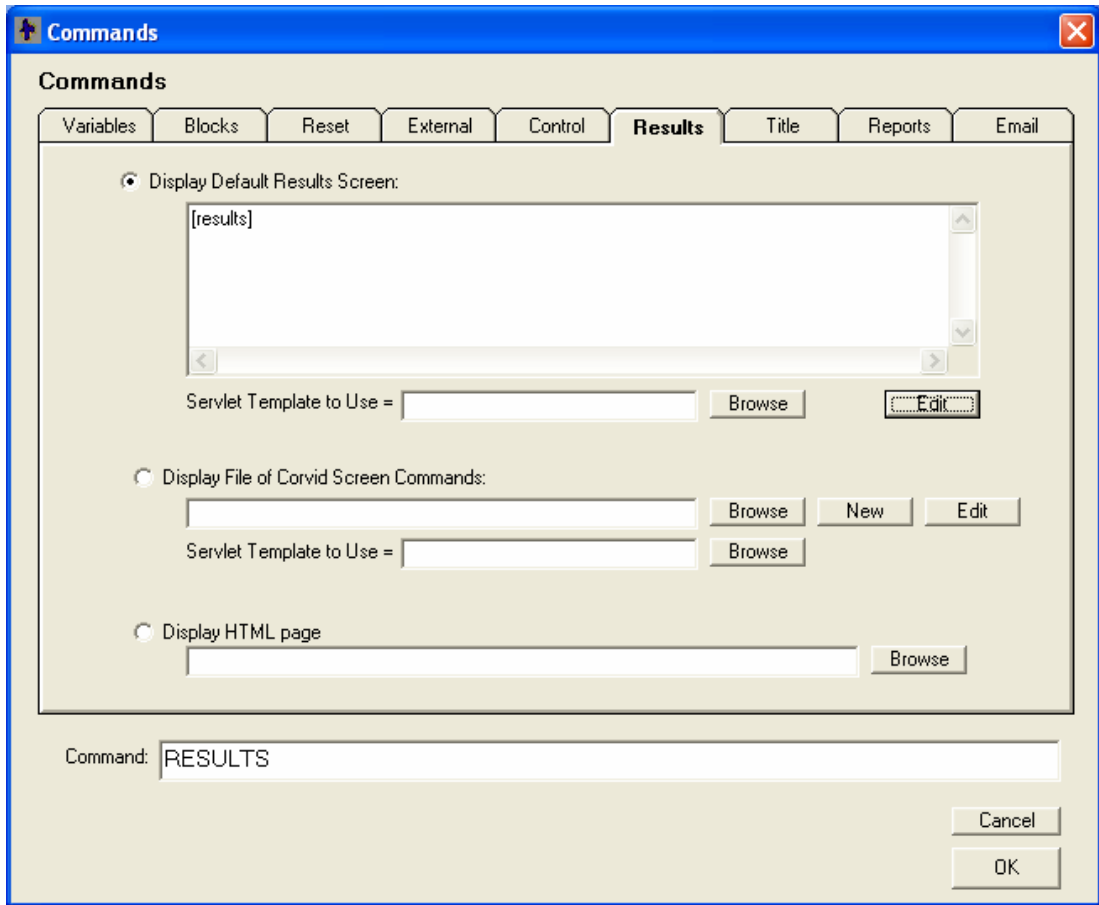 Commands
Commands
Variables Blocks Reset External Control Results Title Reports Email
Display Default Results Screen:
[results]
Servlet Template to Use = Browse Edit
Display File of Corvid Screen Commands:
Browse New Edit
Servlet Template to Use = Browse
Display HTML page
Browse
Command: RESULTS
Cancel
OK